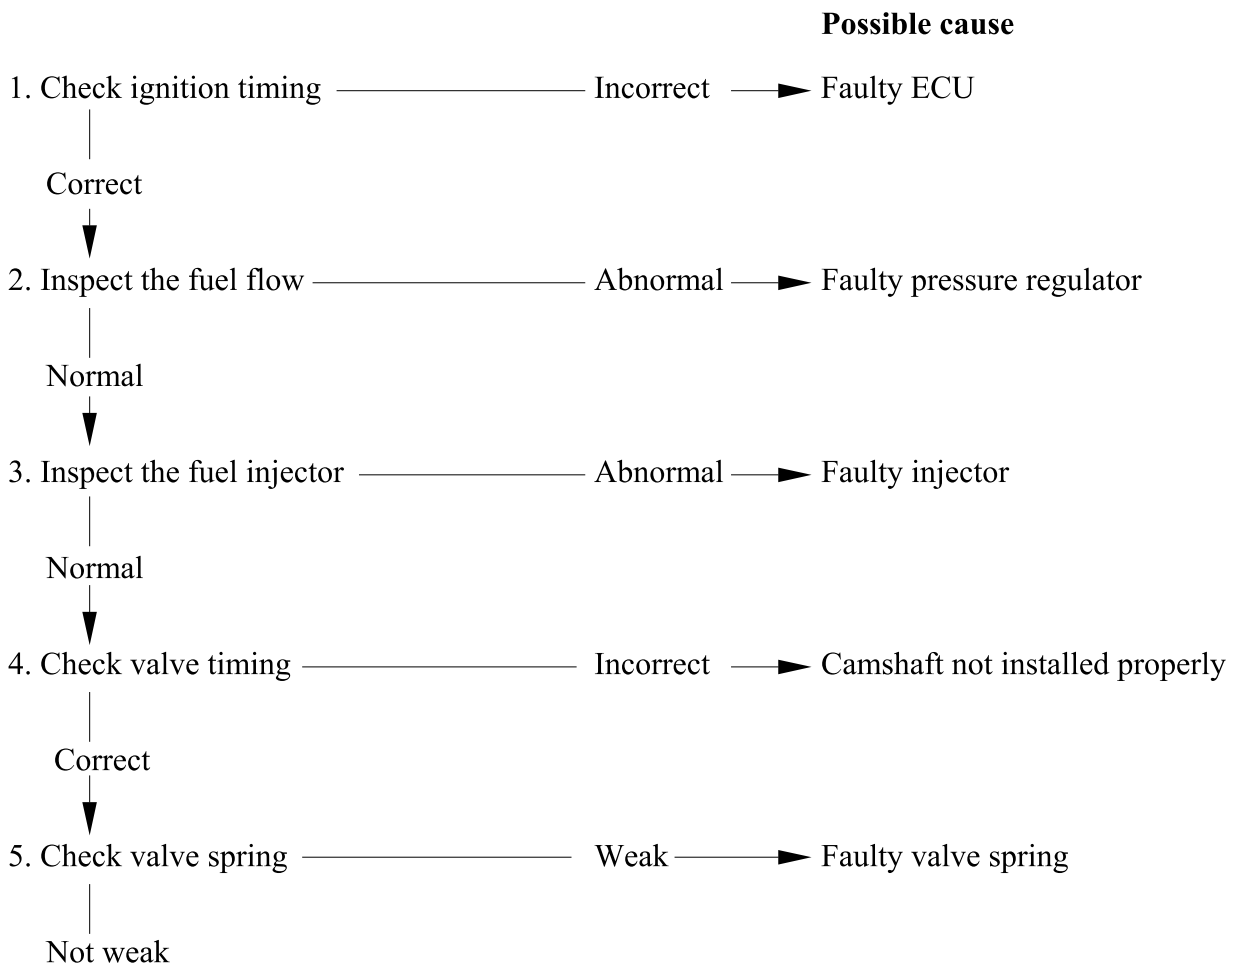 Possible cause
1. Check ignition timing Incorrect Faulty ECU
Correct
2. Inspect the fuel flow Abnormal Faulty pressure regulator
Normal
3. Inspect the fuel injector Abnormal Faulty injector
Normal
4. Check valve timing Incorrect Camshaft not installed properly
Correct
5. Check valve spring Weak Faulty valve spring
Not weak